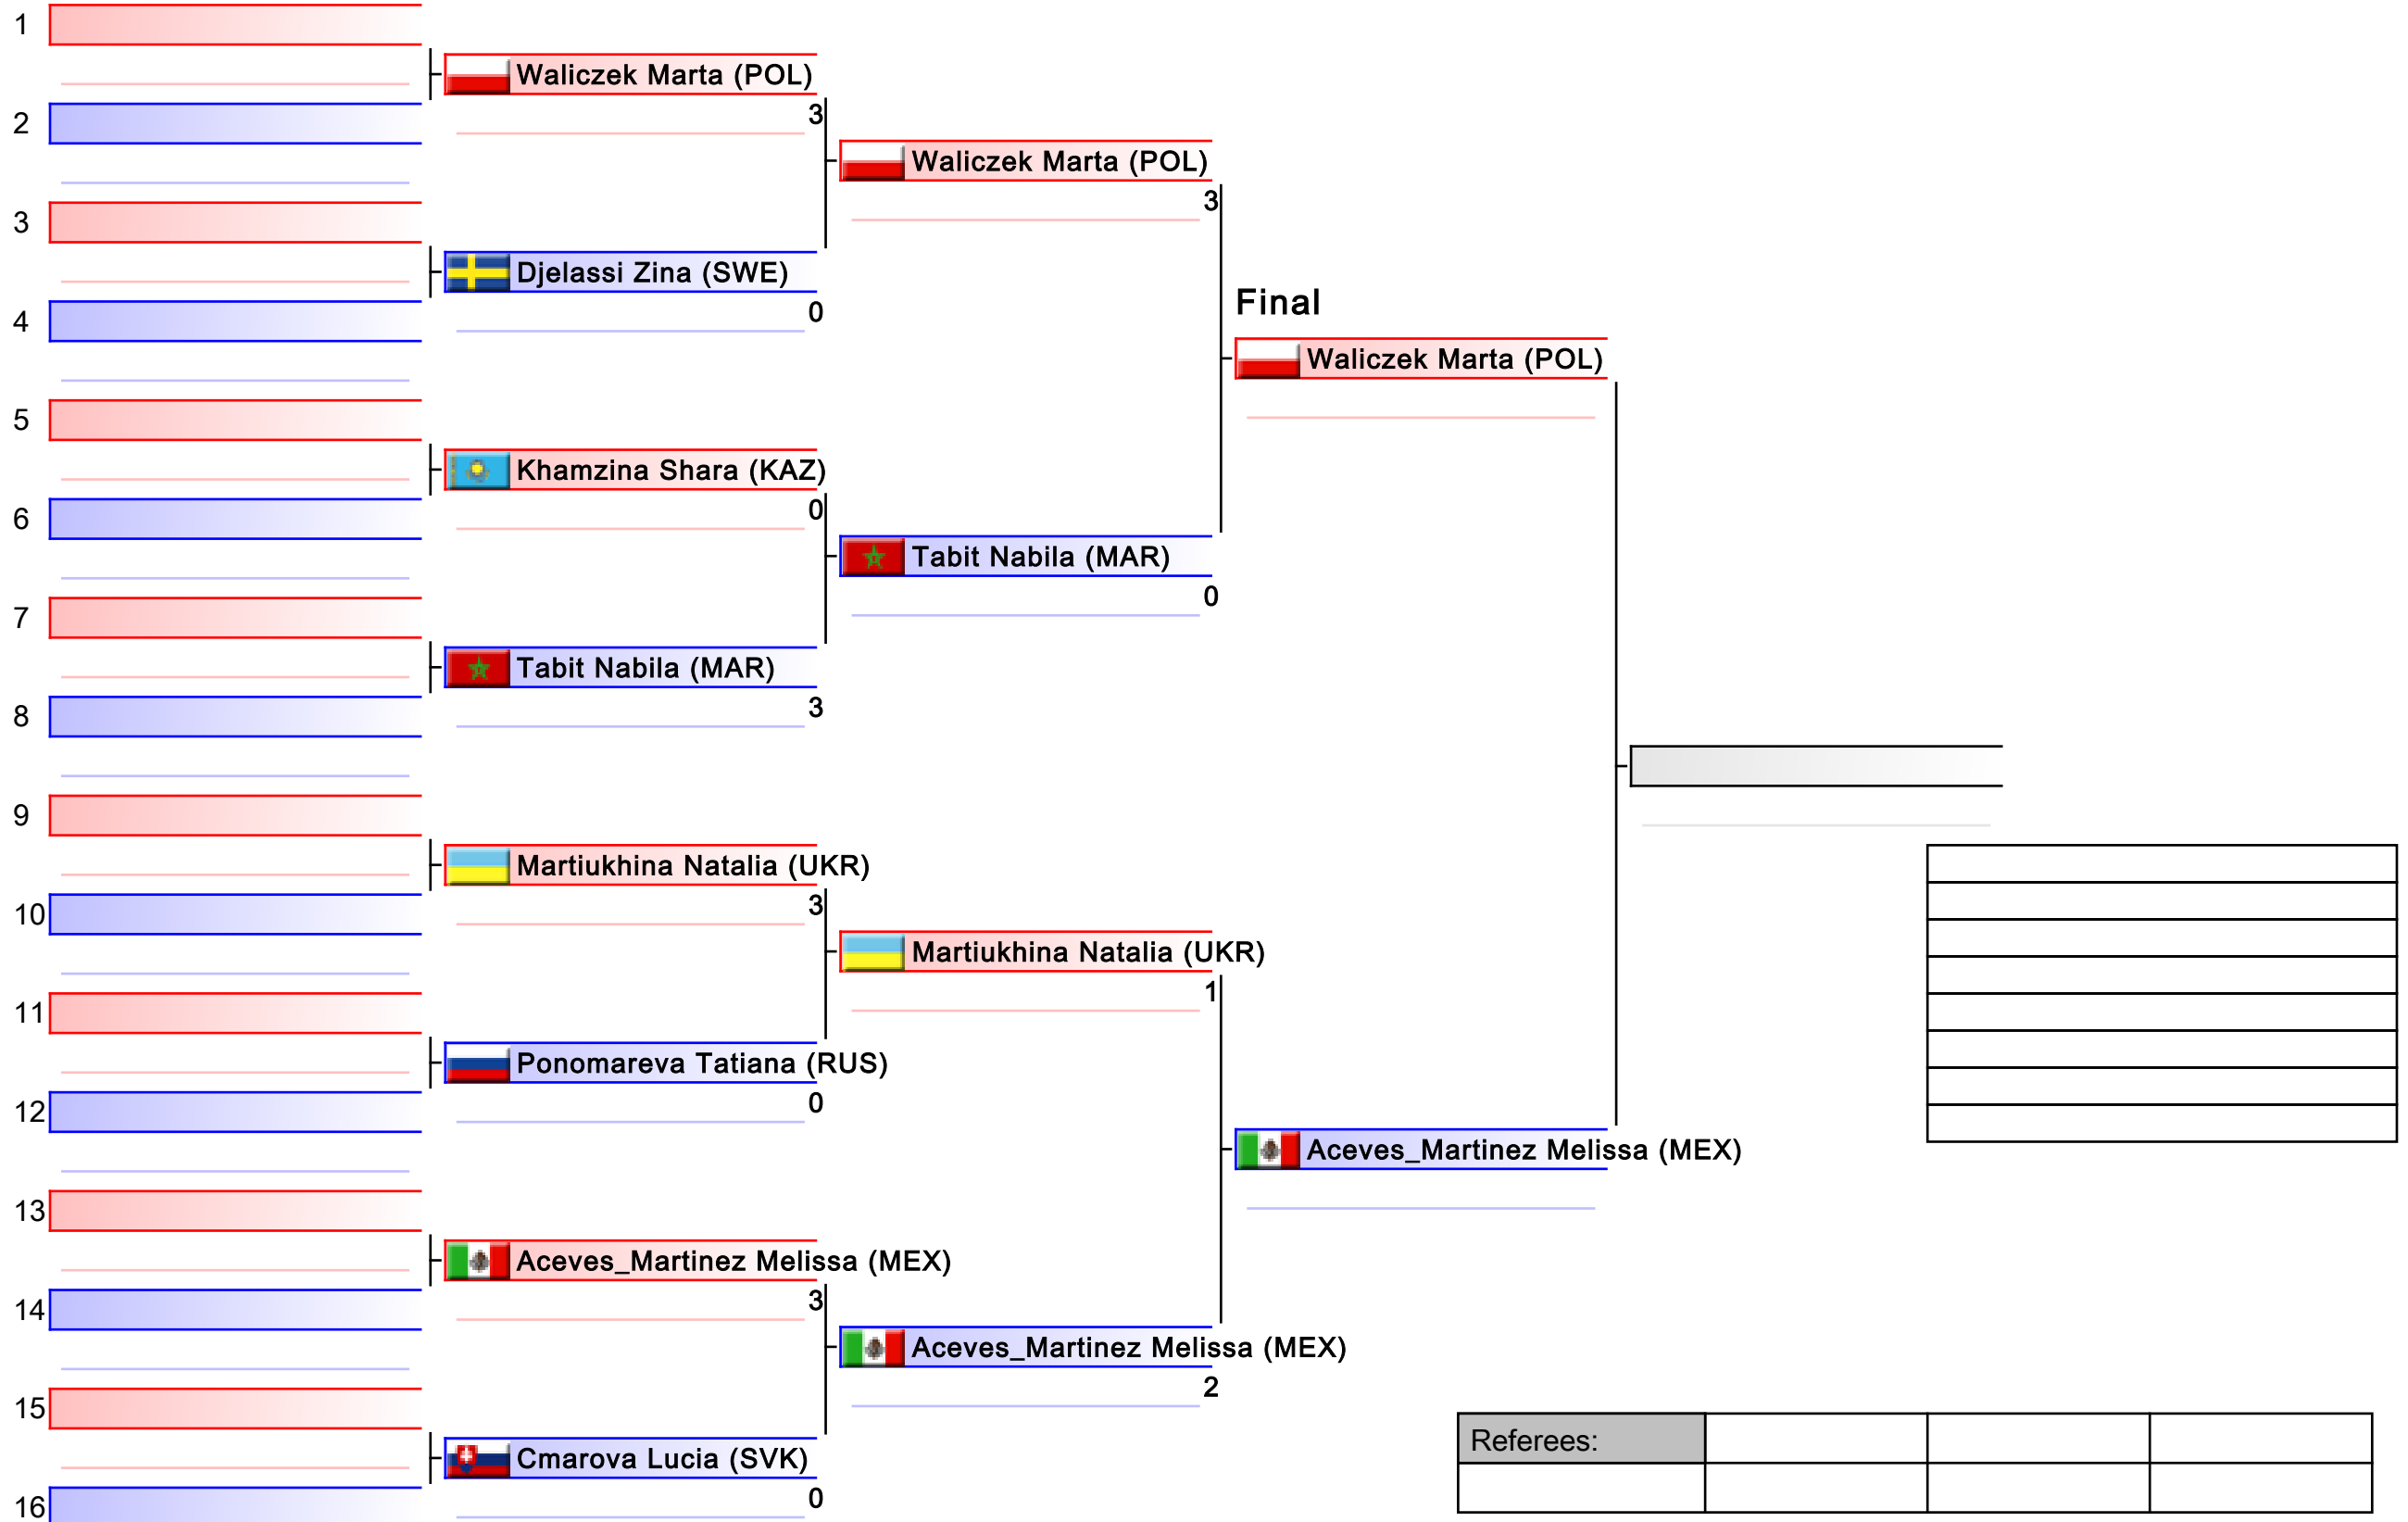 1
Waliczek Marta (POL)
3
2
Waliczek Marta (POL)
3
3
Djelassi Zina (SWE)
0
4
Final
Waliczek Marta (POL)
5
Khamzina Shara (KAZ)
0
6
Tabit Nabila (MAR)
0
7
Tabit Nabila (MAR)
3
8
9
Martiukhina Natalia (UKR)
3
10
Martiukhina Natalia (UKR)
1
11
Ponomareva Tatiana (RUS)
0
12
Aceves_Martinez Melissa (MEX)
13
Aceves_Martinez Melissa (MEX)
3
14
Aceves_Martinez Melissa (MEX)
2
15
Cmarova Lucia (SVK)
0
16
Referees: